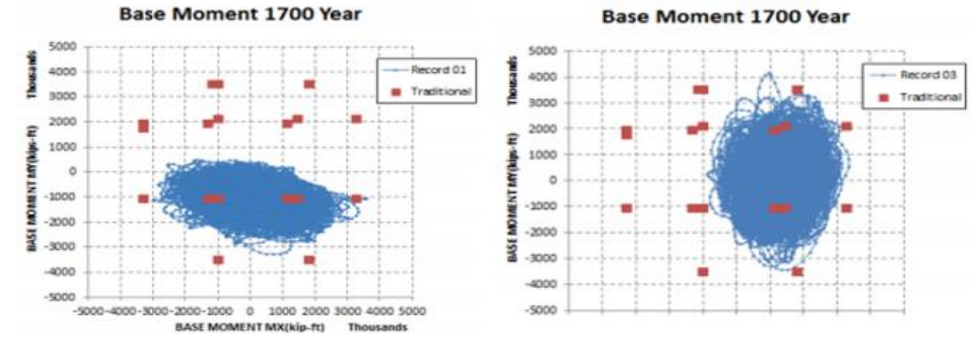 Base Moment 1700 Year
Thousands
BASE MOMENT MY(kips-ft)
5000
4000
3000
2000
1000
0
-1000
-2000
-3000
-4000
-5000
-5000 -4000 -3000 -2000 -1000 0 1000 2000 3000 4000 5000
BASE MOMENT MX(kip-ft) Thousands
Record 01
Traditional
Base Moment 1700 Year
Thousands
BASE MOMENT MY(kips-ft)
5000
4000
3000
2000
1000
0
-1000
-2000
-3000
-4000
-5000
Record 03
Traditional